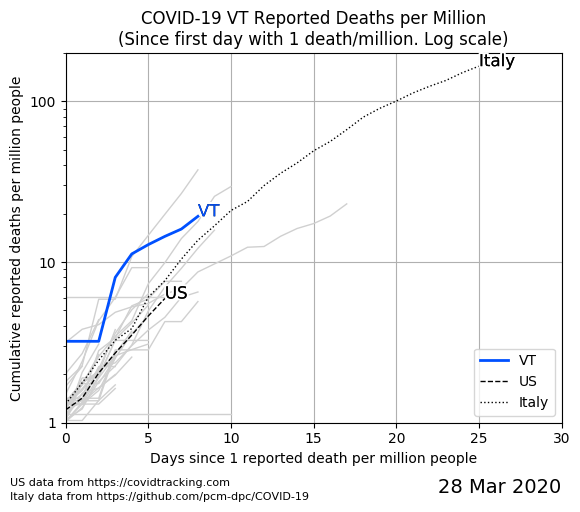 COVID-19 VT Reported Deaths per Million
(Since first day with 1 death/million. Log scale)
Cumulative reported deaths per million people
100
10
1
Italy
VT
US
VT
US
Italy
0 5 10 15 20 25 30
Days since 1 reported death per million people
US data from https://covidtracking.com
Italy data from https://github.com/pcm-dpc/COVID-19
28 Mar 2020